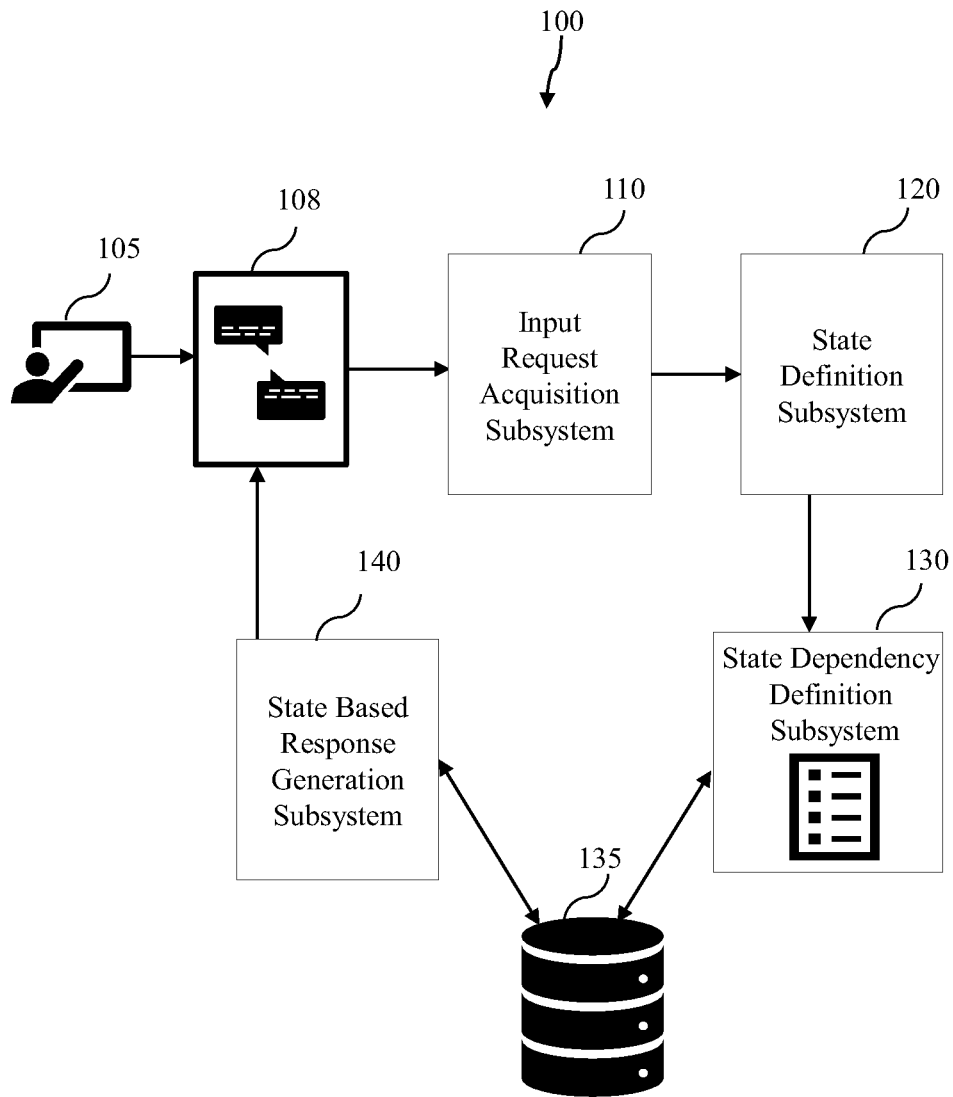 100
108
110
120
105
Input
Request
Acquisition
Subsystem
State
Definition
Subsystem
140
130
State Based
Response
Generation
Subsystem
State Dependency
Definition
Subsystem
135